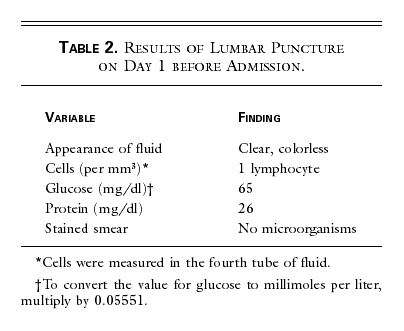 TABLE 2. RESULTS OF LUMBAR PUNCTURE
ON DAY 1 BEFORE ADMISSION.
VARIABLE FINDING
Appearance of fluid Clear, colorless
Cells (per mm³)* 1 lymphocyte
Glucose (mg/dl)† 65
Protein (mg/dl) 26
Stained smear No microorganisms
*Cells were measured in the fourth tube of fluid.
†To convert the value for glucose to millimoles per liter,
multiply by 0.05551.